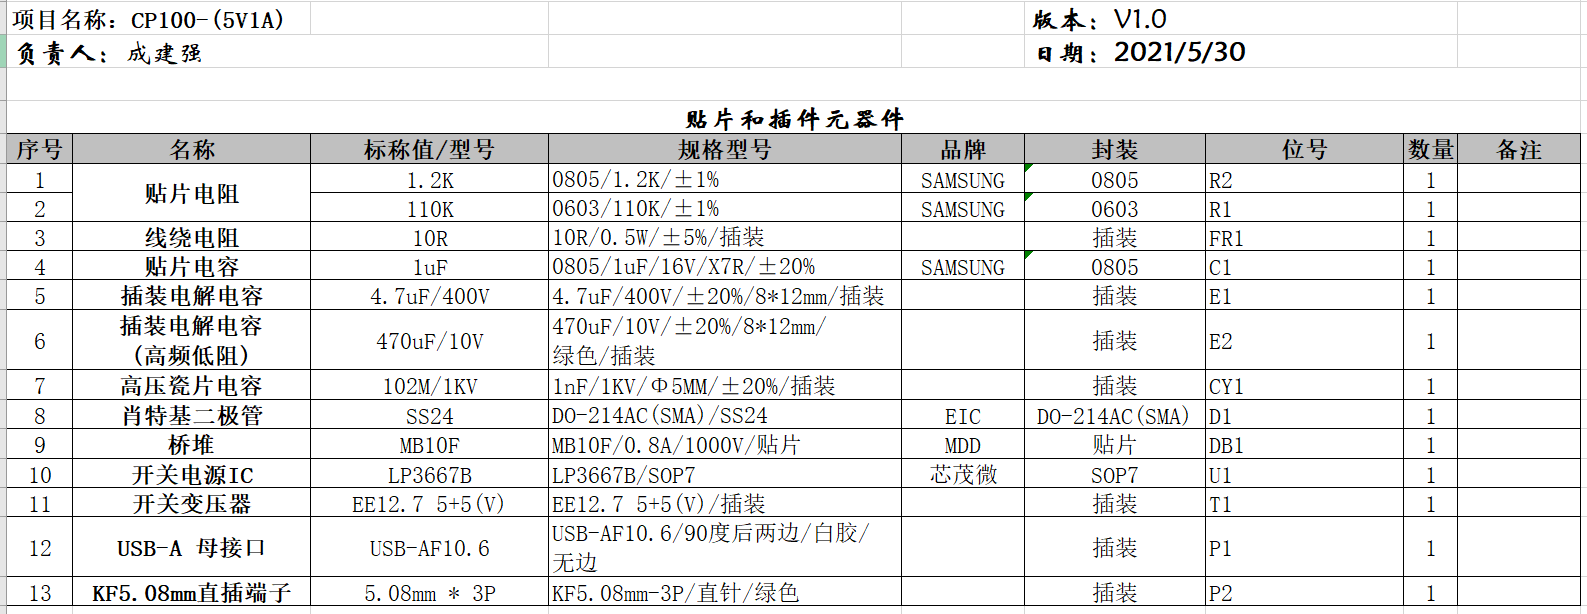 项目名称：CP100-(5V1A) 版本：V1.0
负责人：成建强 日期：2021/5/30
贴片和插件元器件
序号 名称 标称值/型号 规格型号 品牌 封装 位号 数量 备注
1 贴片电阻 1.2K 0805/1.2K/±1% SAMSUNG 0805 R2 1
2 110K 0603/110K/±1% SAMSUNG 0603 R1 1
3 线绕电阻 10R 10R/0.5W/±5%/插装 插装 FR1 1
4 贴片电容 1uF 0805/1uF/16V/X7R/±20% SAMSUNG 0805 C1 1
5 插装电解电容 4.7uF/400V 4.7uF/400V/±20%/8*12mm/插装 插装 E1 1
6 插装电解电容 470uF/10V 470uF/10V/±20%/8*12mm/ 插装 E2 1
(高频低阻) 绿色/插装
7 高压瓷片电容 102M/1KV 1nF/1KV/Φ5MM/±20%/插装 插装 CY1 1
8 肖特基二极管 SS24 DO-214AC(SMA)/SS24 EIC DO-214AC(SMA) D1 1
9 桥堆 MB10F MB10F/0.8A/1000V/贴片 MDD 贴片 DB1 1
10 开关电源IC LP3667B LP3667B/SOP7 芯茂微 SOP7 U1 1
11 开关变压器 EE12.7 5+5(V) EE12.7 5+5(V)/插装 插装 T1 1
12 USB-A 母接口 USB-AF10.6 USB-AF10.6/90度后两边/白胶/ 插装 P1 1
无边
13 KF5.08mm直插端子 5.08mm * 3P KF5.08mm-3P/直针/绿色 插装 P2 1